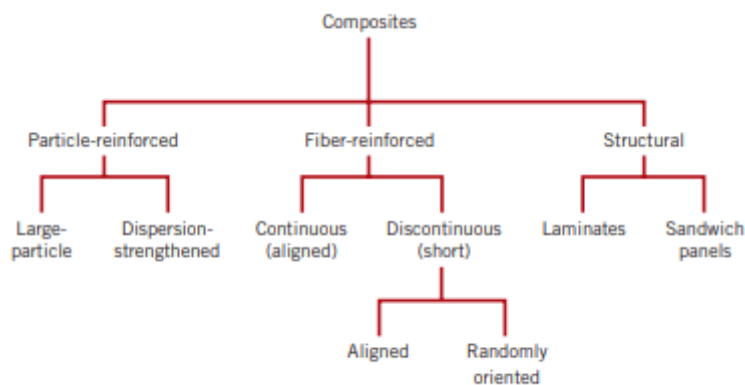 Composites
Particle-reinforced
Fiber-reinforced
Structural
Large-
particle
Dispersion-
strengthened
Continuous
(aligned)
Discontinuous
(short)
Laminates
Sandwich
panels
Aligned
Randomly
oriented